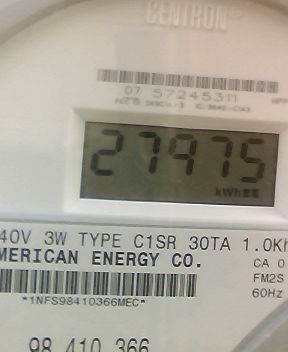 CENTRON®
07 57245311
27975
kWh
40V 3W TYPE C1SR 30TA 1.0Kh
MERICAN ENERGY CO.
CA 0
FM2S
60Hz
*1NFS98410366MEC*
98 410 366